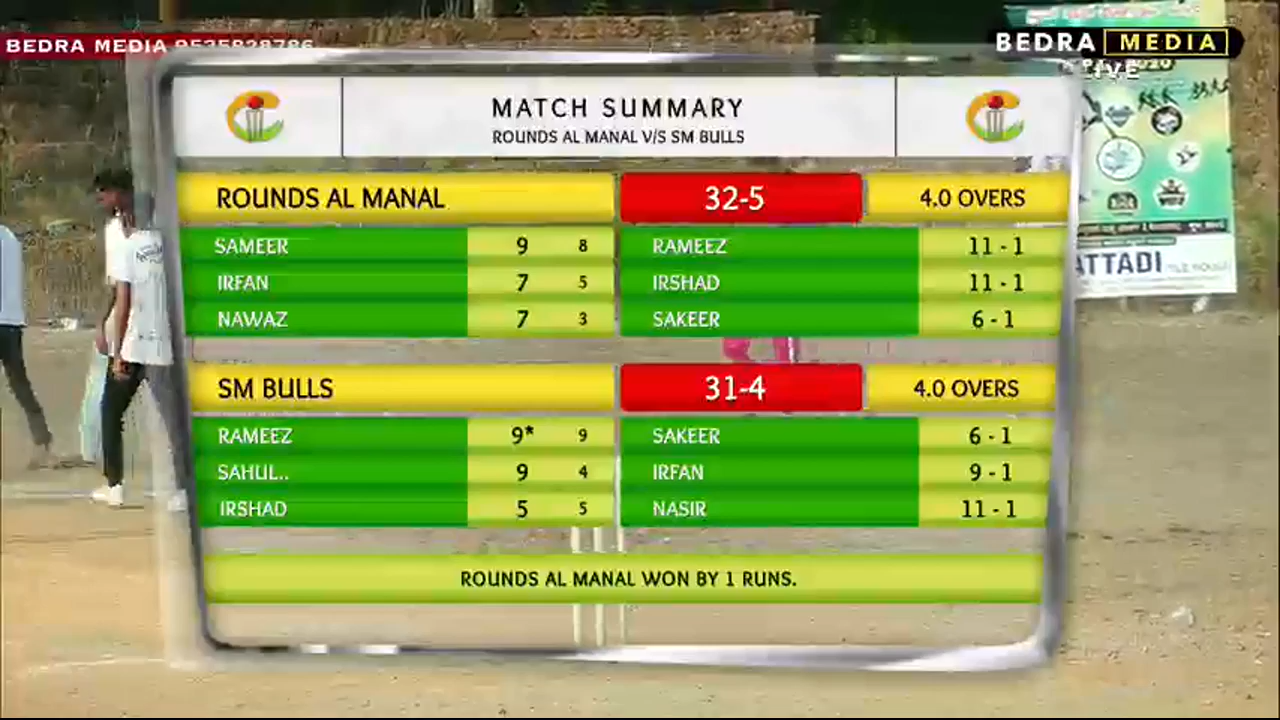 BEDRA MEDIA 9535828786
BEDRA MEDIA
LIVE
MATCH SUMMARY
ROUNDS AL MANAL V/S SM BULLS
ROUNDS AL MANAL 32-5 4.0 OVERS
SAMEER 9 8 RAMEEZ 11 - 1
IRFAN 7 5 IRSHAD 11 - 1
NAWAZ 7 3 SAKEER 6 - 1
SM BULLS 31-4 4.0 OVERS
RAMEEZ 9* 9 SAKEER 6 - 1
SAHUL.. 9 4 IRFAN 9 - 1
IRSHAD 5 5 NASIR 11 - 1
ROUNDS AL MANAL WON BY 1 RUNS.
ATTADI